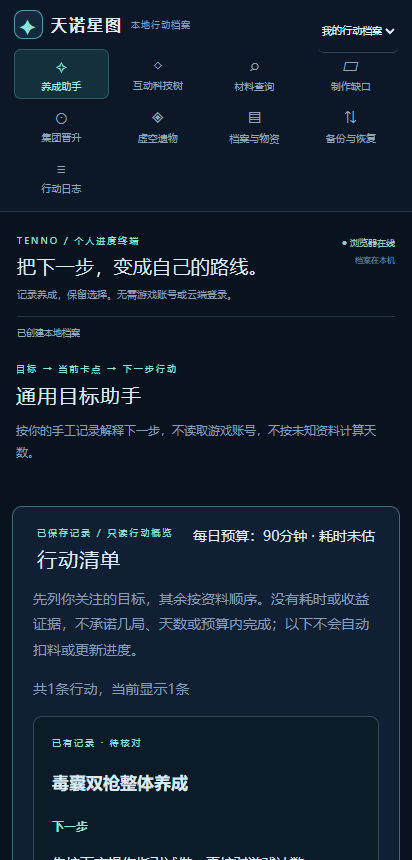 天诺星图 本地行动档案 我的行动档案
养成助手 互动科技树 材料查询 制作缺口
集团晋升 虚空遗物 档案与物资 备份与恢复
行动日志
TENNO / 个人进度终端 浏览器在线
把下一步，变成自己的路线。 档案在本机
记录养成，保留选择。无需游戏账号或云端登录。
已创建本地档案
目标 → 当前卡点 → 下一步行动
通用目标助手
按你的手工记录解释下一步，不读取游戏账号，不按未知资料计算天
数。
已保存记录 / 只读行动概览 每日预算：90分钟 · 耗时未估
行动清单
先列你关注的目标，其余按资料顺序。没有耗时或收益
证据，不承诺几局、天数或预算内完成；以下不会自动
扣料或更新进度。
共1条行动，当前显示1条
已有记录 · 待核对
毒囊双枪整体养成
下一步